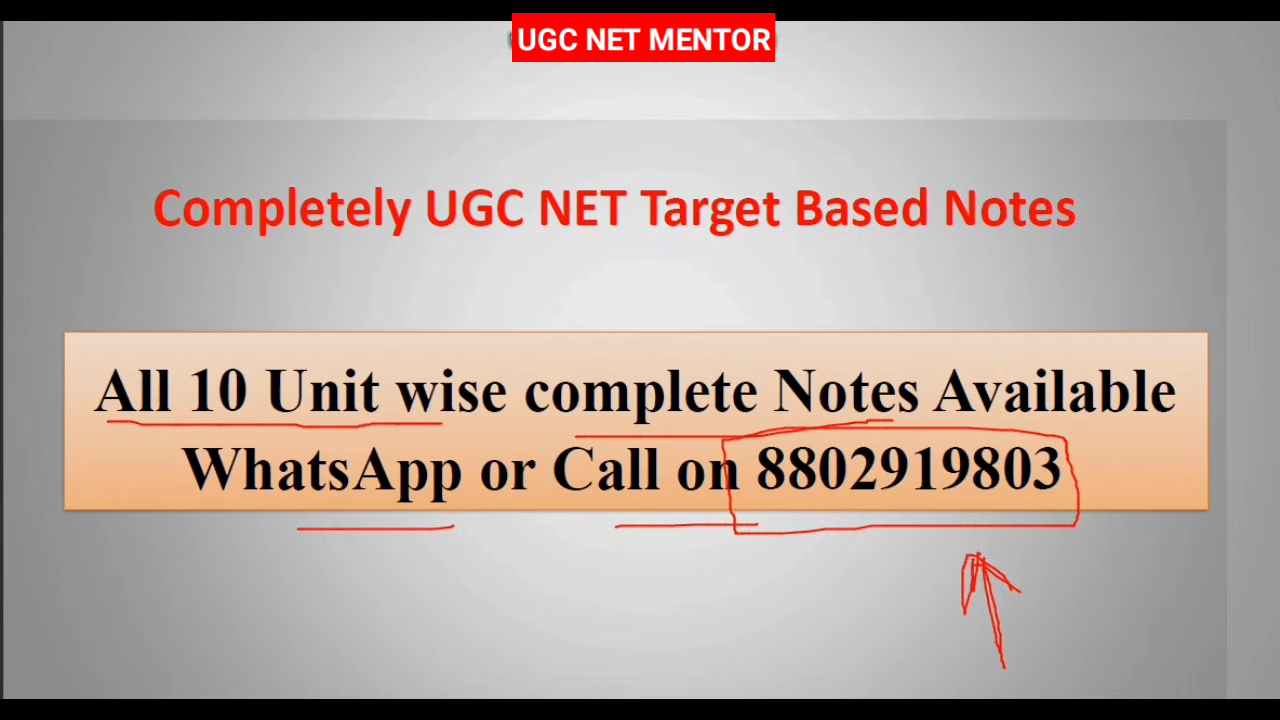 UGC NET MENTOR
Completely UGC NET Target Based Notes
All 10 Unit wise complete Notes Available
WhatsApp or Call on 8802919803